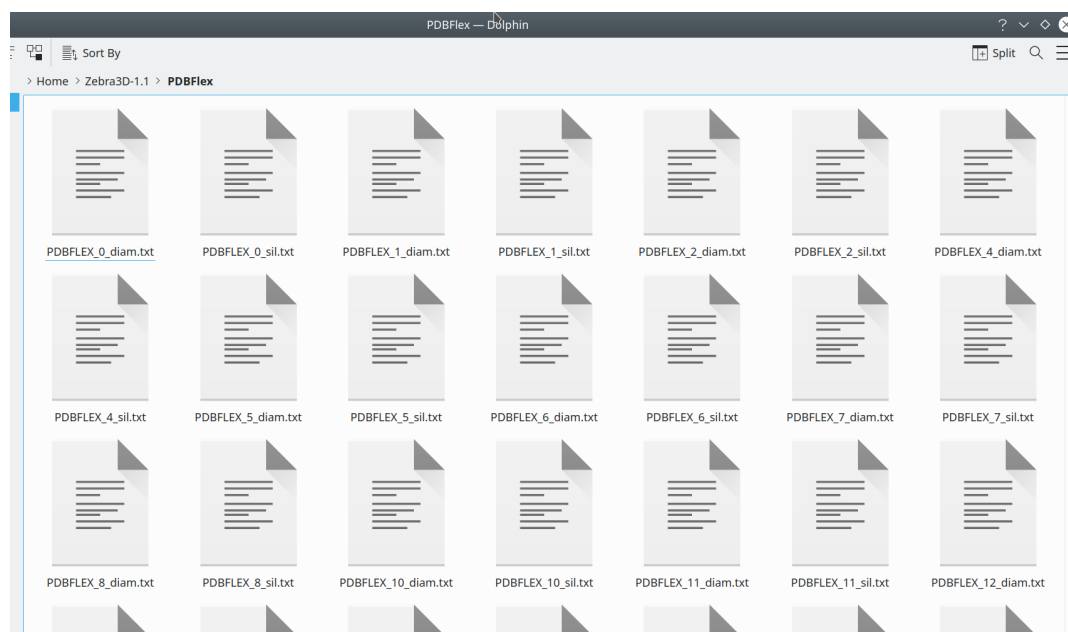 PDBFlex — Dolphin
Sort By
Split
> Home > Zebra3D-1.1 > PDBFlex
PDBFLEX_0_diam.txt PDBFLEX_0_sil.txt PDBFLEX_1_diam.txt PDBFLEX_1_sil.txt PDBFLEX_2_diam.txt PDBFLEX_2_sil.txt PDBFLEX_4_diam.txt
PDBFLEX_4_sil.txt PDBFLEX_5_diam.txt PDBFLEX_5_sil.txt PDBFLEX_6_diam.txt PDBFLEX_6_sil.txt PDBFLEX_7_diam.txt PDBFLEX_7_sil.txt
PDBFLEX_8_diam.txt PDBFLEX_8_sil.txt PDBFLEX_10_diam.txt PDBFLEX_10_sil.txt PDBFLEX_11_diam.txt PDBFLEX_11_sil.txt PDBFLEX_12_diam.txt